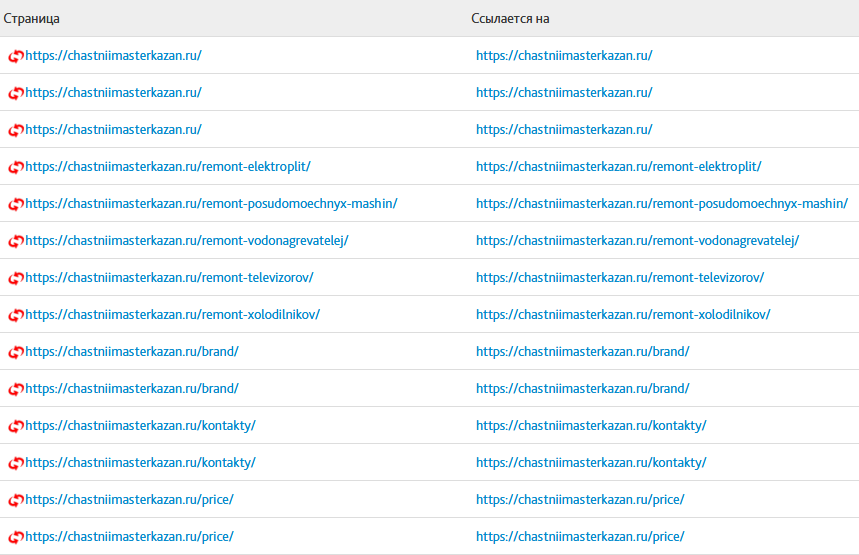 Страница Ссылается на
https://chastniimasterkazan.ru/ https://chastniimasterkazan.ru/
https://chastniimasterkazan.ru/ https://chastniimasterkazan.ru/
https://chastniimasterkazan.ru/ https://chastniimasterkazan.ru/
https://chastniimasterkazan.ru/remont-elektroplit/ https://chastniimasterkazan.ru/remont-elektroplit/
https://chastniimasterkazan.ru/remont-posudomoechnyx-mashin/ https://chastniimasterkazan.ru/remont-posudomoechnyx-mashin/
https://chastniimasterkazan.ru/remont-vodonagrevatelej/ https://chastniimasterkazan.ru/remont-vodonagrevatelej/
https://chastniimasterkazan.ru/remont-televizorov/ https://chastniimasterkazan.ru/remont-televizorov/
https://chastniimasterkazan.ru/remont-xolodilnikov/ https://chastniimasterkazan.ru/remont-xolodilnikov/
https://chastniimasterkazan.ru/brand/ https://chastniimasterkazan.ru/brand/
https://chastniimasterkazan.ru/brand/ https://chastniimasterkazan.ru/brand/
https://chastniimasterkazan.ru/kontakty/ https://chastniimasterkazan.ru/kontakty/
https://chastniimasterkazan.ru/kontakty/ https://chastniimasterkazan.ru/kontakty/
https://chastniimasterkazan.ru/price/ https://chastniimasterkazan.ru/price/
https://chastniimasterkazan.ru/price/ https://chastniimasterkazan.ru/price/